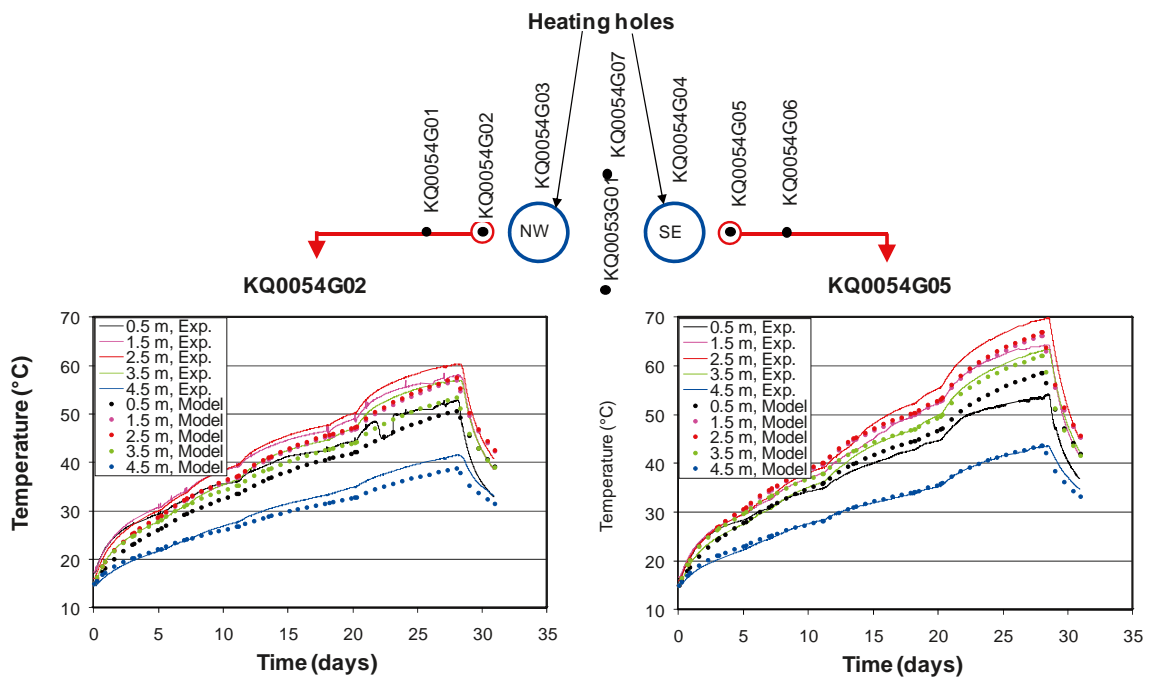 Heating holes
KQ0054G01
KQ0054G02
KQ0054G03
KQ0054G07
KQ0053G01
KQ0054G04
KQ0054G05
KQ0054G06
NW
SE
KQ0054G02
KQ0054G05
70
60
50
40
30
20
10
0
5
10
15
20
25
30
35
Temperature (°C)
Time (days)
0.5 m, Exp.
1.5 m, Exp.
2.5 m, Exp.
3.5 m, Exp.
4.5 m, Exp.
0.5 m, Model
1.5 m, Model
2.5 m, Model
3.5 m, Model
4.5 m, Model
70
60
50
40
30
20
10
0
5
10
15
20
25
30
35
Temperature (°C)
Time (days)
0.5 m, Exp.
1.5 m, Exp.
2.5 m, Exp.
3.5 m, Exp.
4.5 m, Exp.
0.5 m, Model
1.5 m, Model
2.5 m, Model
3.5 m, Model
4.5 m, Model